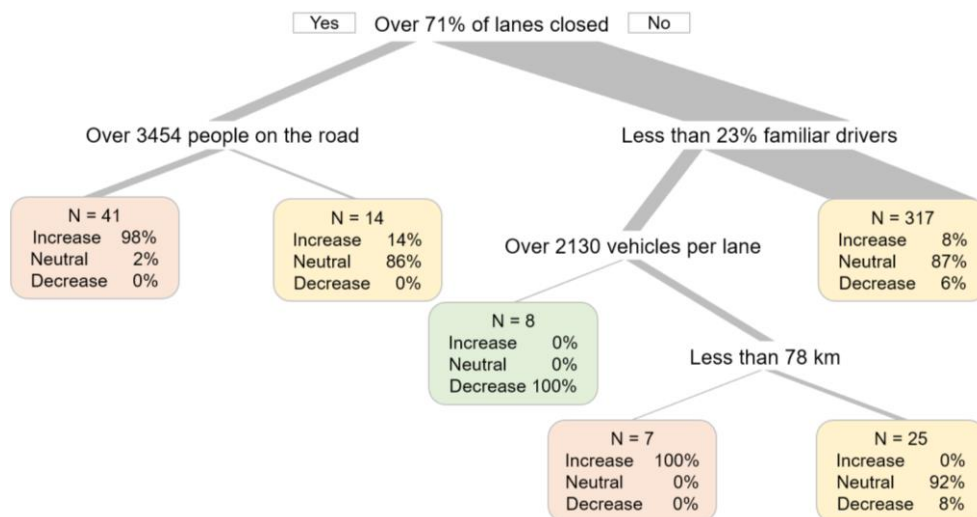 Yes Over 71% of lanes closed No
Over 3454 people on the road
Less than 23% familiar drivers
N = 41
Increase 98%
Neutral 2%
Decrease 0%
N = 14
Increase 14%
Neutral 86%
Decrease 0%
Over 2130 vehicles per lane
N = 317
Increase 8%
Neutral 87%
Decrease 6%
N = 8
Increase 0%
Neutral 0%
Decrease 100%
Less than 78 km
N = 7
Increase 100%
Neutral 0%
Decrease 0%
N = 25
Increase 0%
Neutral 92%
Decrease 8%